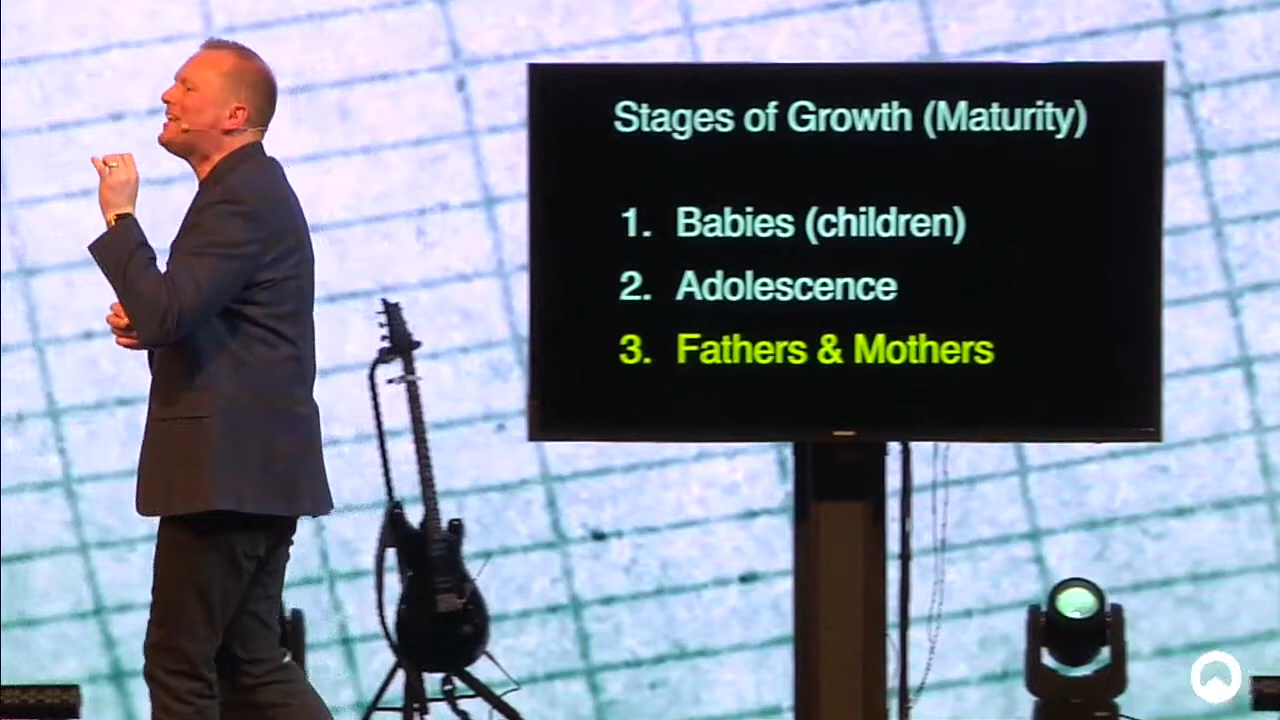 Stages of Growth (Maturity)
1. Babies (children)
2. Adolescence
3. Fathers & Mothers